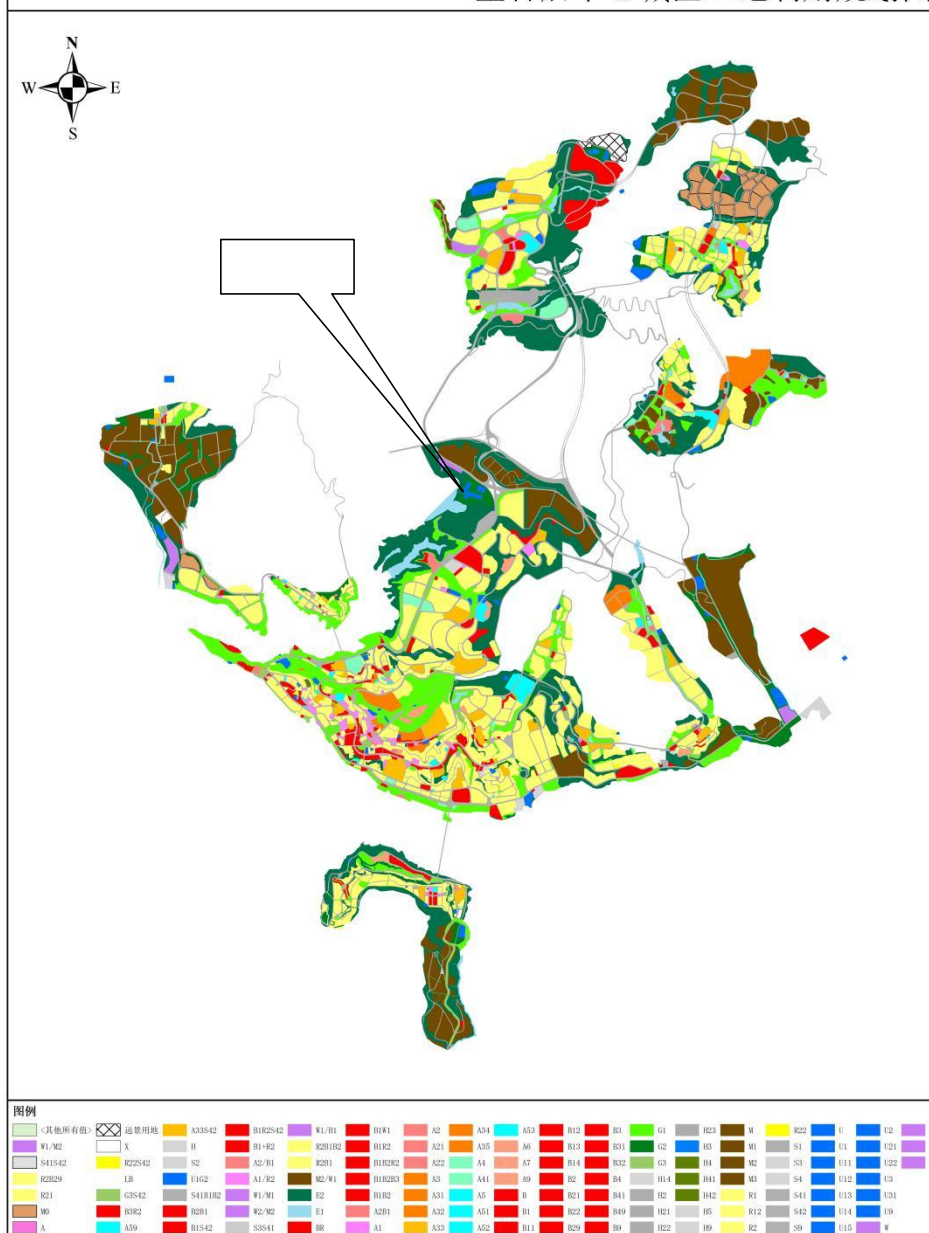 N
W E
S
图例
<其他所有值> 远景用地 A33S42 B1R2S42 W1/B1 B1W1 A2 A34 A53 B12 B3 G1 H23 M R22 U U2
W1/M2 X H B1+R2 R2B1B2 B1R2 A21 A35 A6 B13 B31 G2 H3 M1 S1 U1 U21
S41S42 R22S42 S2 A2/B1 R2B1 B1B2R2 A22 A4 A7 B14 B32 G3 H4 M2 S3 U11 U22
R2B29 LB U1G2 A1/R2 M2/W1 B1B2B3 A3 A41 B B2 B4 H14 H41 M3 S4 U12 U3
R21 G3S42 S41B1B2 W1/M1 E2 B1B2 A31 A5 B1 B21 B41 H2 H42 R1 S41 U13 U31
M0 B3R2 B2B1 W2/M2 E1 A2B1 A32 A51 B11 B22 B49 H21 H5 R12 S42 U14 U9
A A59 B1S42 S3S41 BR A1 A33 A52 B29 B9 H22 H9 R2 S9 U15 W